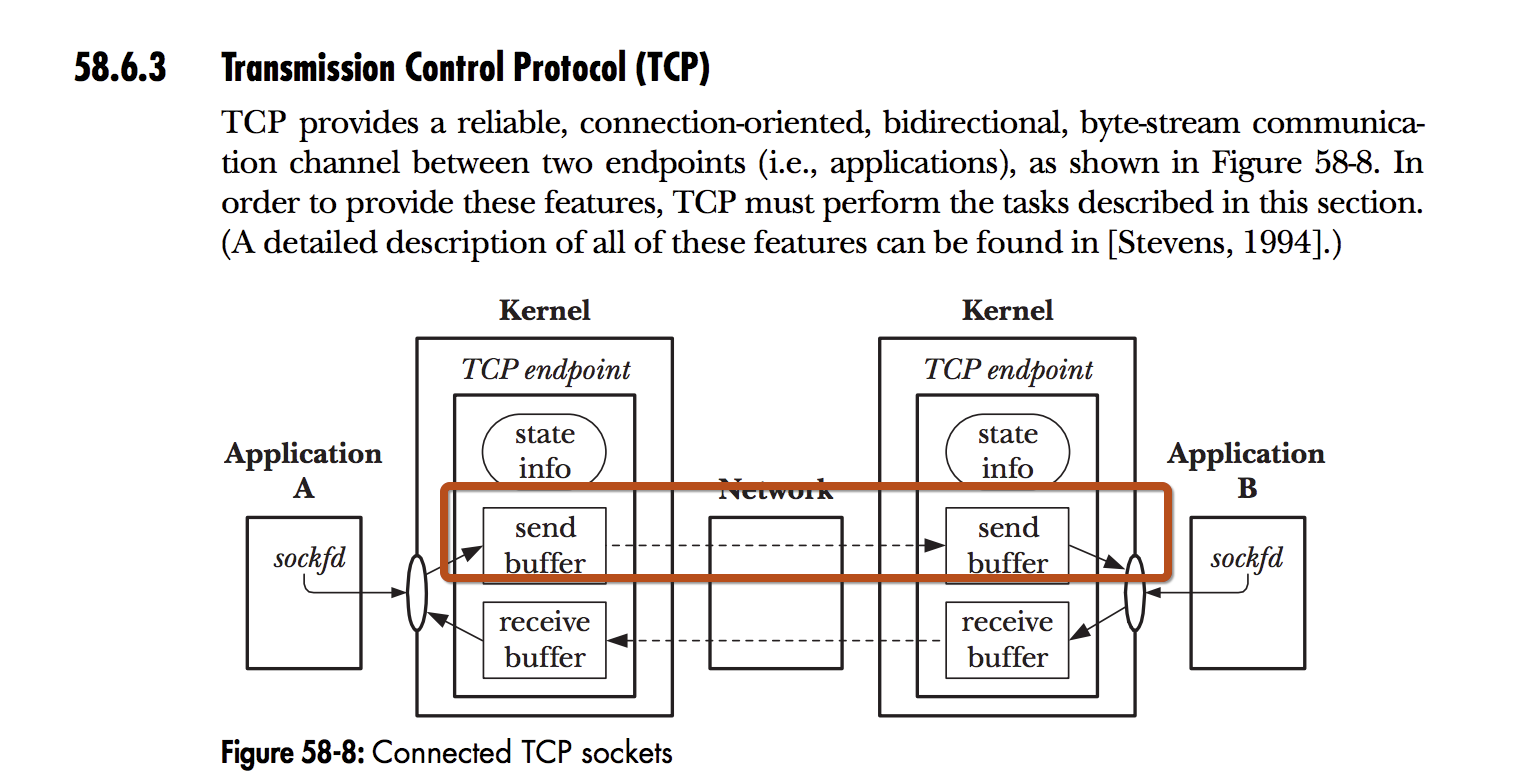 58.6.3 Transmission Control Protocol (TCP)
TCP provides a reliable, connection-oriented, bidirectional, byte-stream communica-
tion channel between two endpoints (i.e., applications), as shown in Figure 58-8. In
order to provide these features, TCP must perform the tasks described in this section.
(A detailed description of all of these features can be found in [Stevens, 1994].)
Kernel
Kernel
TCP endpoint
TCP endpoint
state
info
state
info
Application
A
Network
Application
B
sockfd
send
buffer
send
buffer
sockfd
receive
buffer
receive
buffer
Figure 58-8: Connected TCP sockets